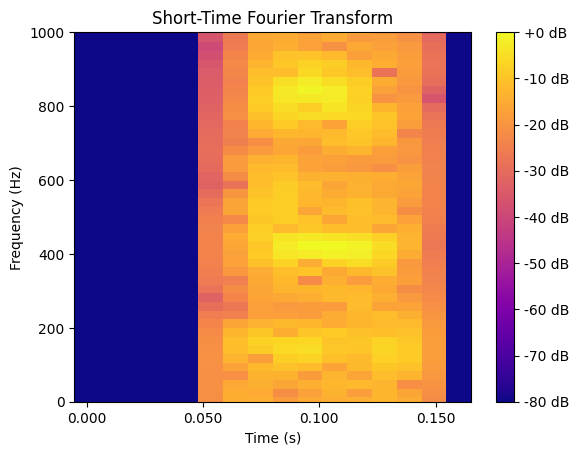 Short-Time Fourier Transform
1000
800
600
400
200
0
Frequency (Hz)
0.000
0.050
0.100
0.150
Time (s)
+0 dB
-10 dB
-20 dB
-30 dB
-40 dB
-50 dB
-60 dB
-70 dB
-80 dB